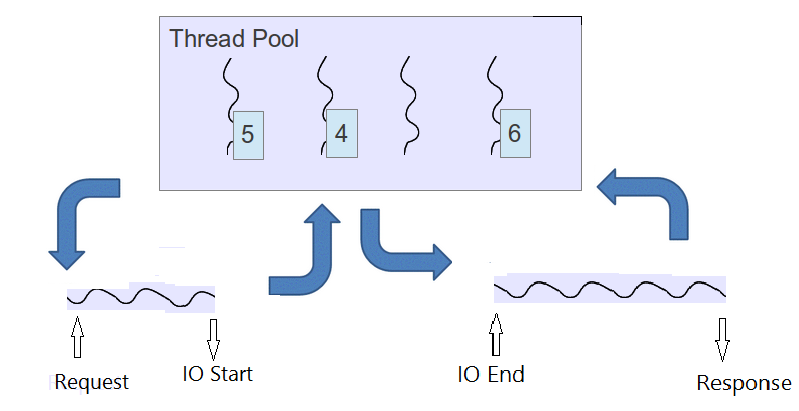 Thread Pool
5
4
6
Request
IO Start
IO End
Response